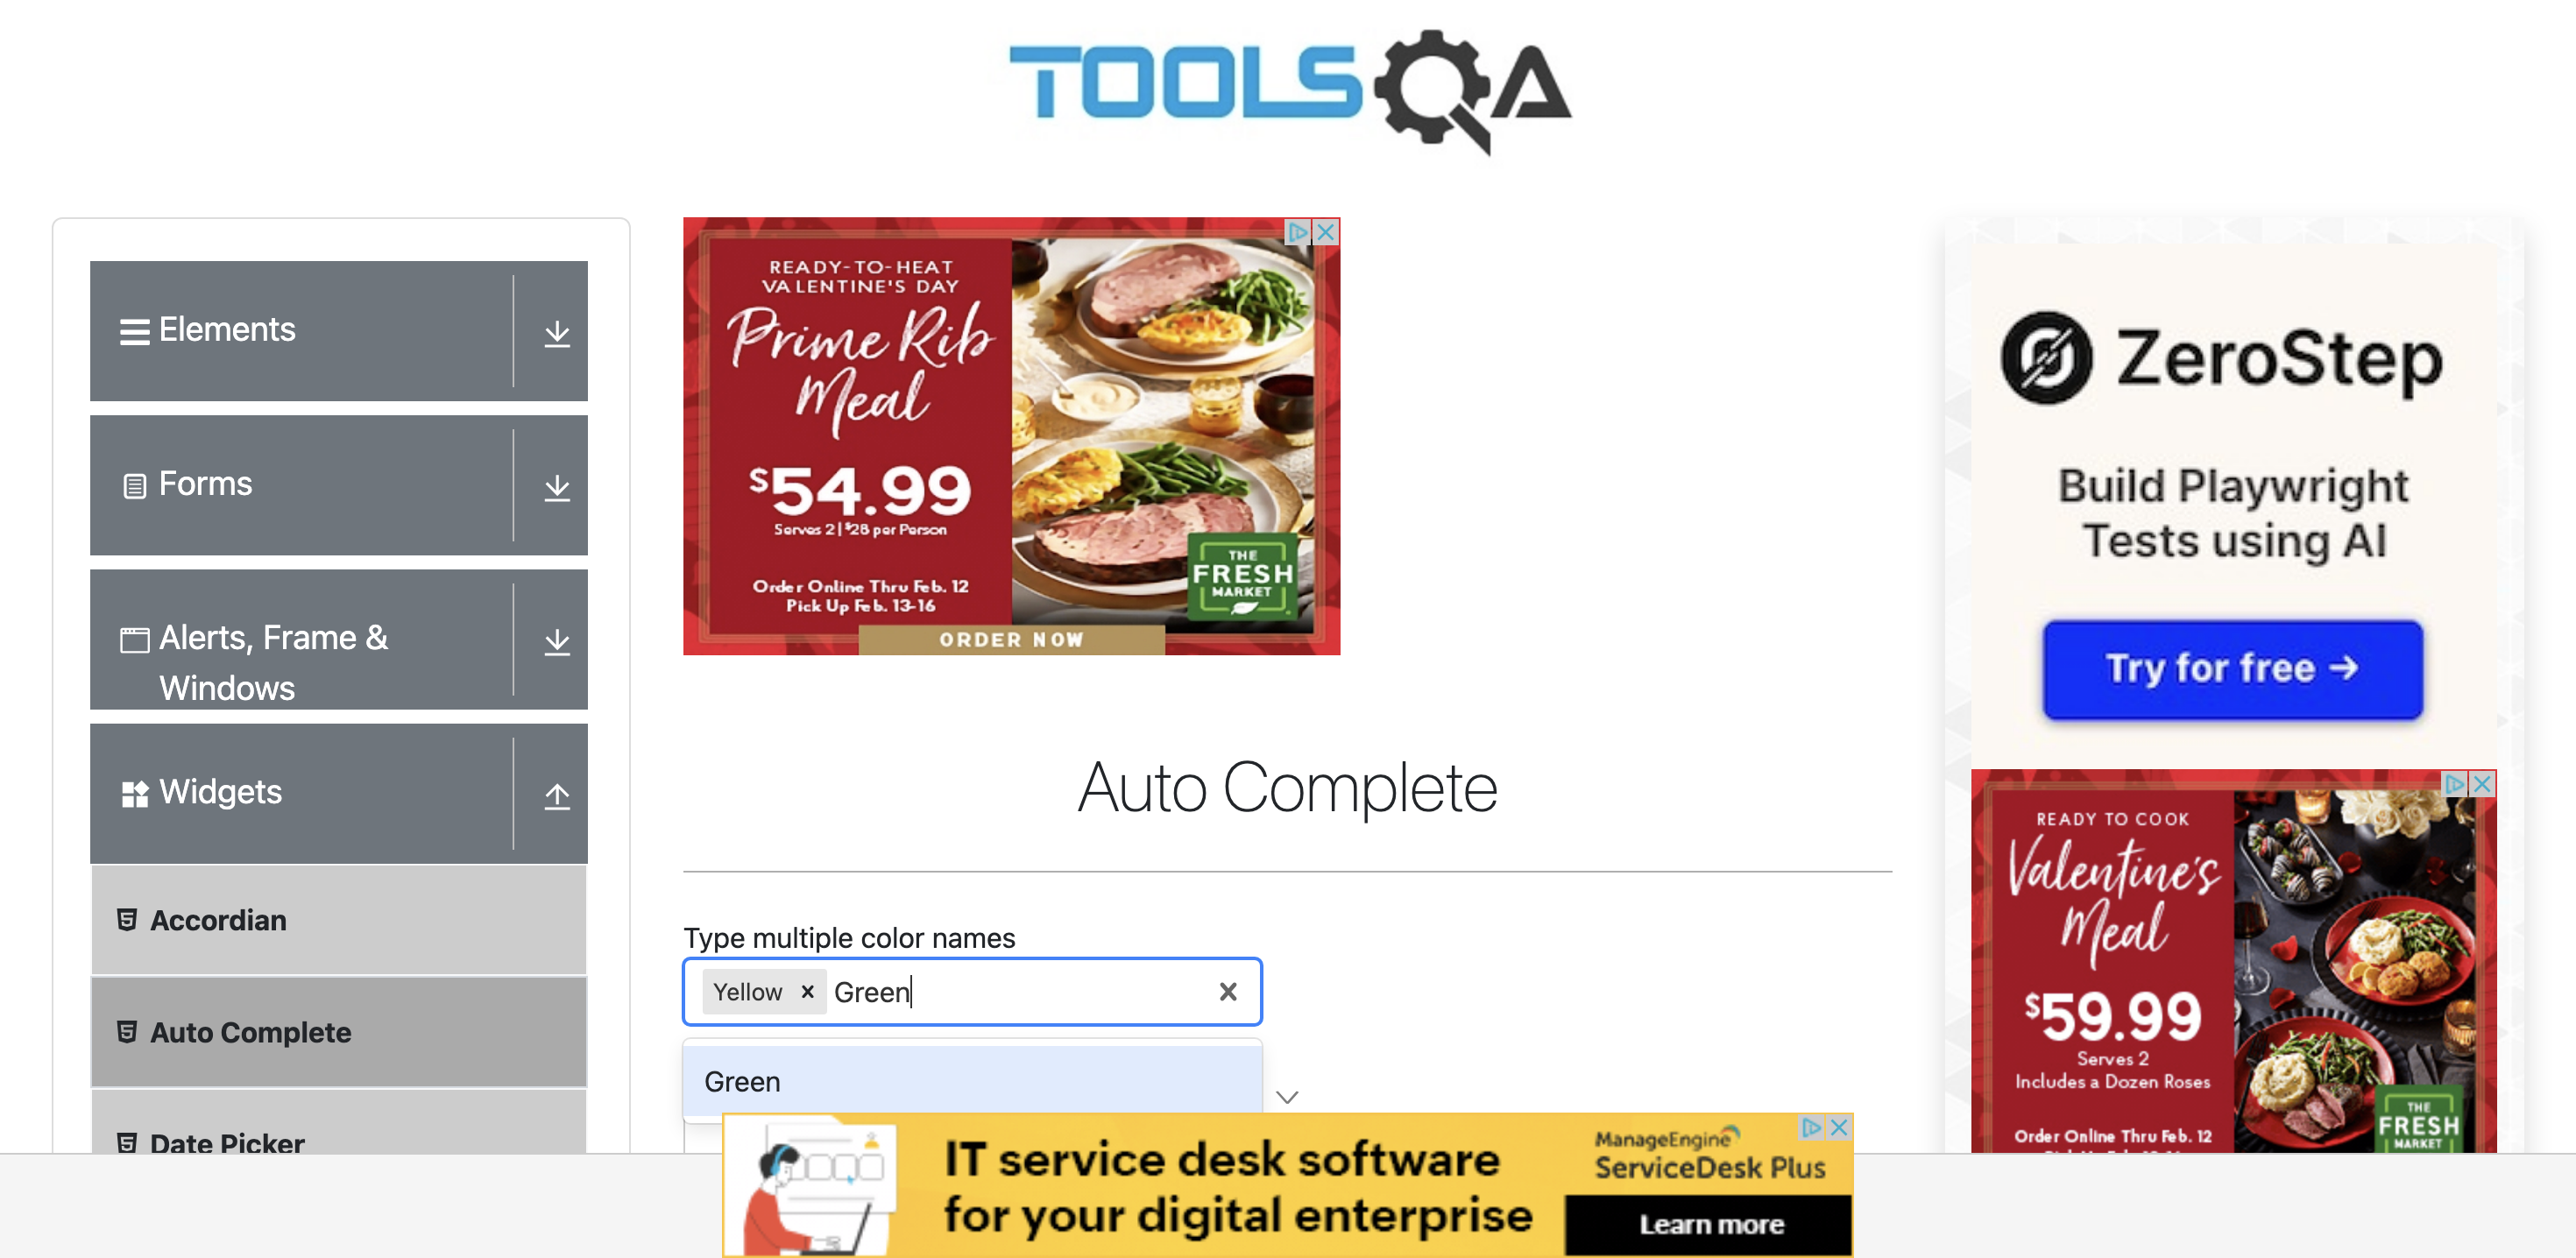 TOOLSQA
Elements
Forms
Alerts, Frame &
Windows
Widgets
Accordian
Auto Complete
Date Picker
READY-TO-HEAT
VALENTINE'S DAY
Prime Rib
Meal
$54.99
Serves 2 | $28 per Person
Order Online Thru Feb. 12
Pick Up Feb. 13-16
THE
FRESH
MARKET
ORDER NOW
Auto Complete
Type multiple color names
Yellow × Green
Green
ZeroStep
Build Playwright
Tests using AI
Try for free →
READY TO COOK
Valentine's
Meal
$59.99
Serves 2
Includes a Dozen Roses
Order Online Thru Feb. 12
THE
FRESH
MARKET
IT service desk software
for your digital enterprise
ManageEngine
ServiceDesk Plus
Learn more